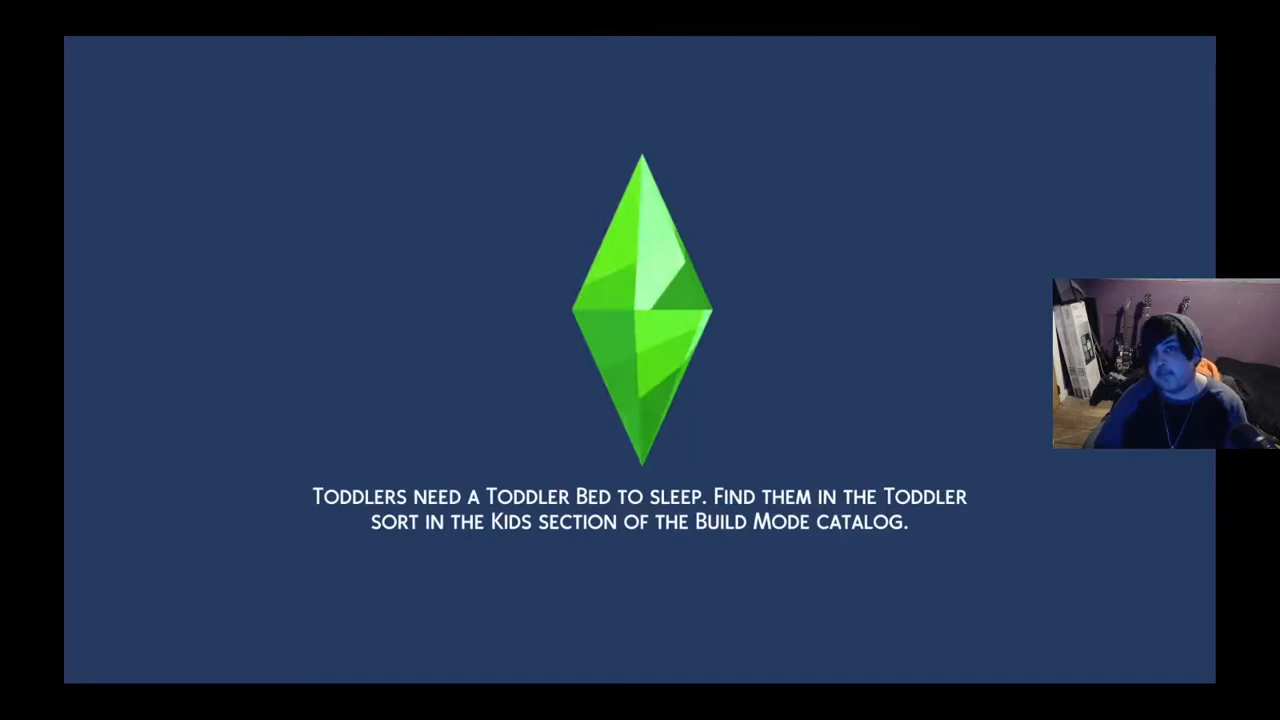 Toddlers need a Toddler Bed to sleep. Find them in the Toddler
sort in the Kids section of the Build Mode catalog.